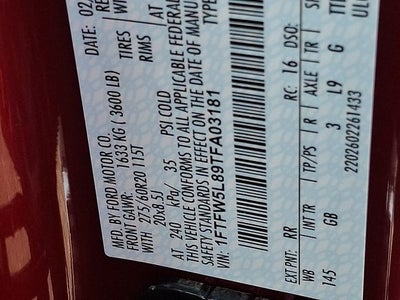 DATE: 02
MFD. BY FORD MOTOR CO.
FRONT GAWR:
1633 KG ( 3600 LB)
WITH
275/60R20 115T
TIRES
20x8.5J
RIMS
AT 240 kPa/ 35 PSI COLD
THIS VEHICLE CONFORMS TO ALL APPLICABLE FEDERAL
SAFETY STANDARDS IN EFFECT ON THE DATE OF MANU
VIN: 1FTFW5L89TFA03181
TYPE
EXT PNT: RR
RC: 16
DSO:
WB
INT TR
TP/PS
R
AXLE
TR
145
GB
3
L9
G
2202602261433